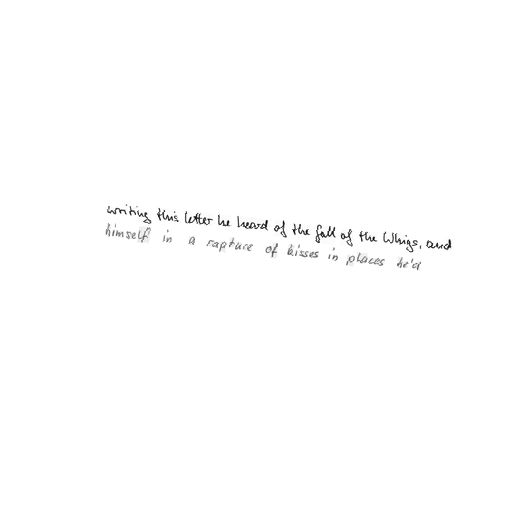 writing this letter he heard of the fall of the Whigs, and
himself in a rapture of kisses in places he'd